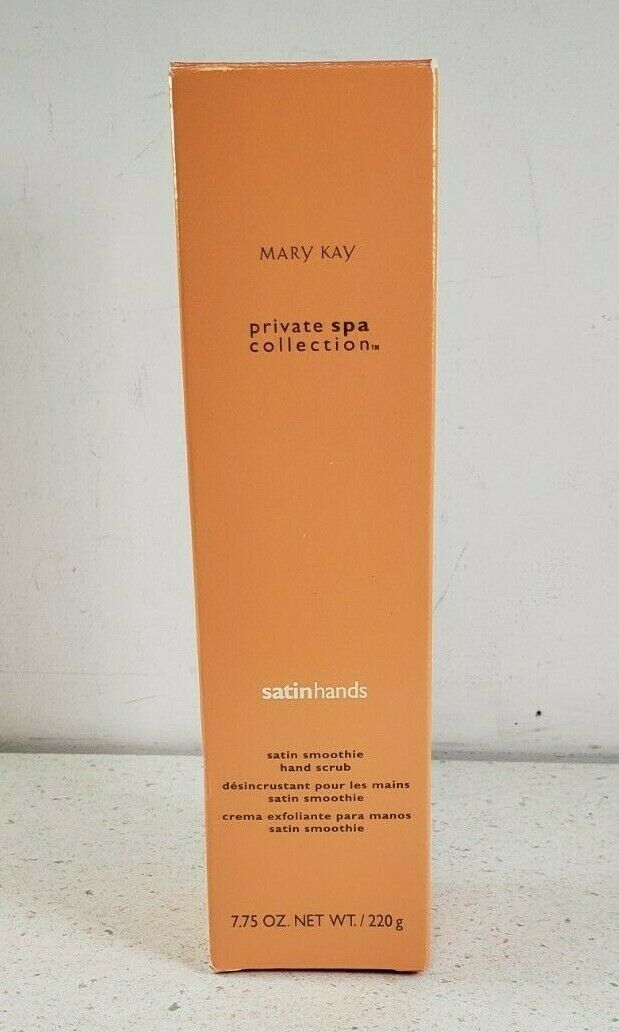 MARY KAY
private spa
collection™
satinhands
satin smoothie
hand scrub
désincrustant pour les mains
satin smoothie
crema exfoliante para manos
satin smoothie
7.75 OZ. NET WT. / 220 g